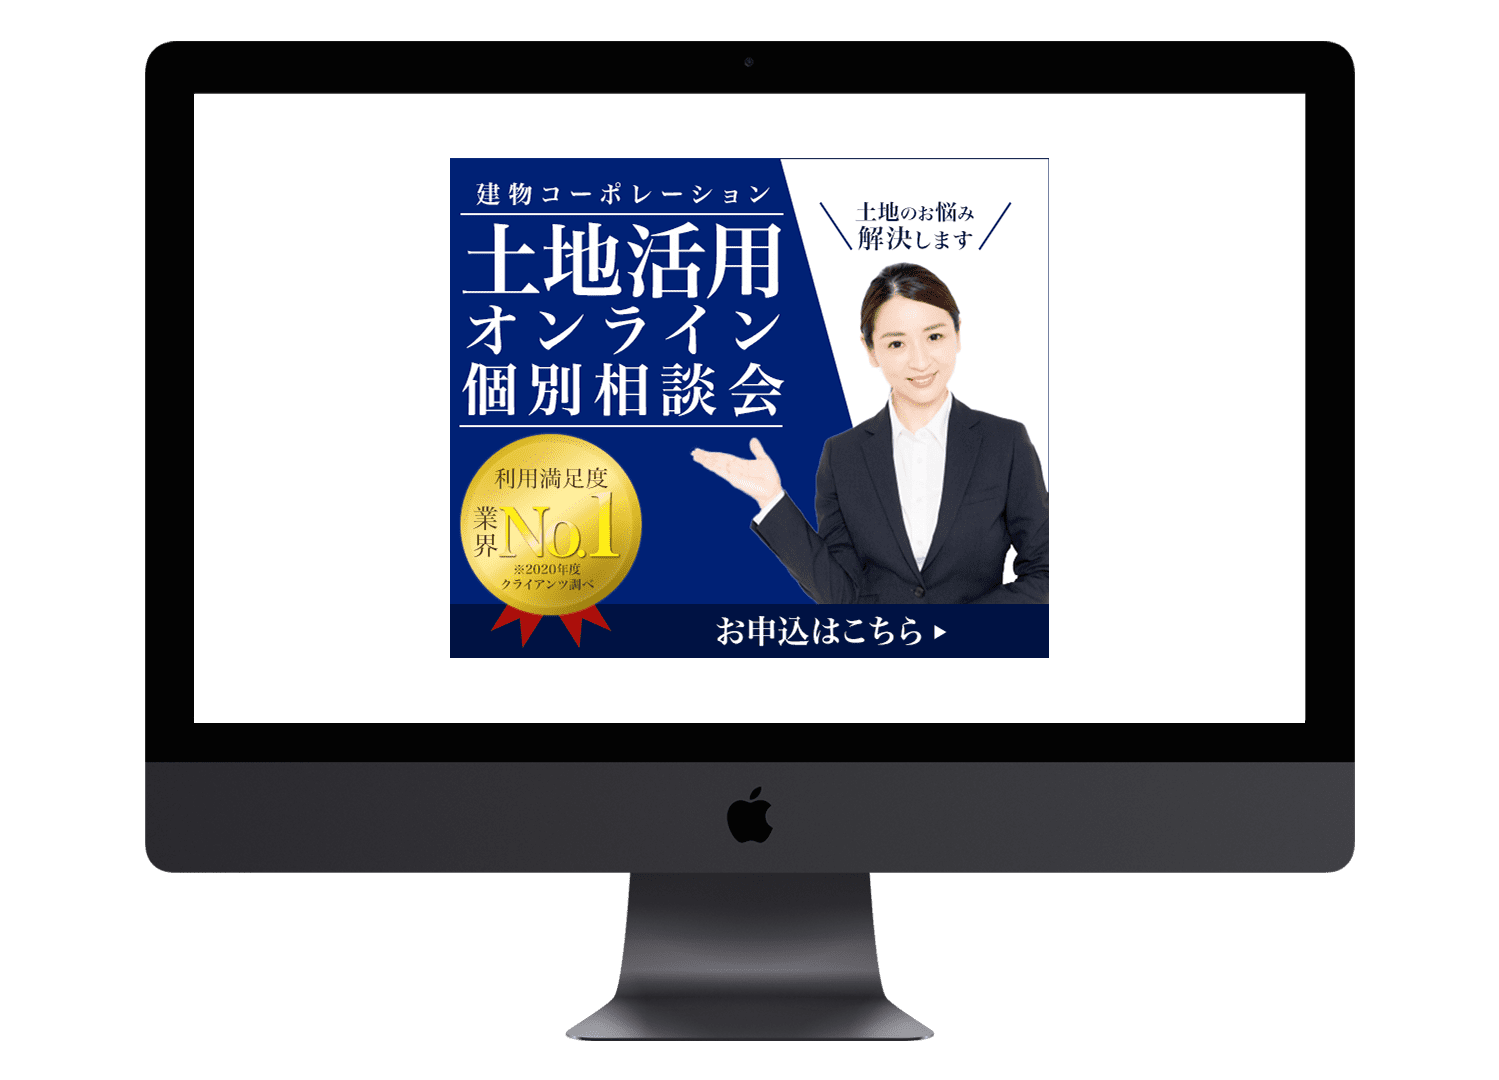 建物コーポレーション
土地活用
オンライン
個別相談会
土地のお悩み
解決します
利用満足度
業界
No.1
※2020年度
クライアンツ調べ
お申込はこちら